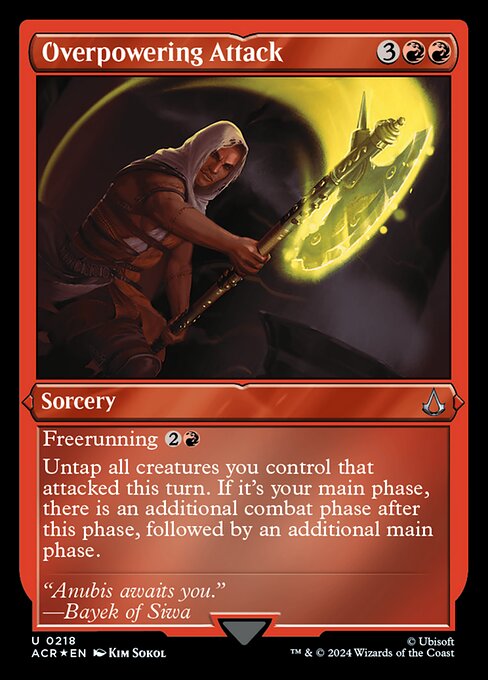 Overpowering Attack 3
Sorcery
Freerunning 2
Untap all creatures you control that
attacked this turn. If it's your main phase,
there is an additional combat phase after
this phase, followed by an additional main
phase.
“Anubis awaits you.”
—Bayek of Siwa
U 0218
ACR★EN Kim Sokol
© Ubisoft
™ & © 2024 Wizards of the Coast